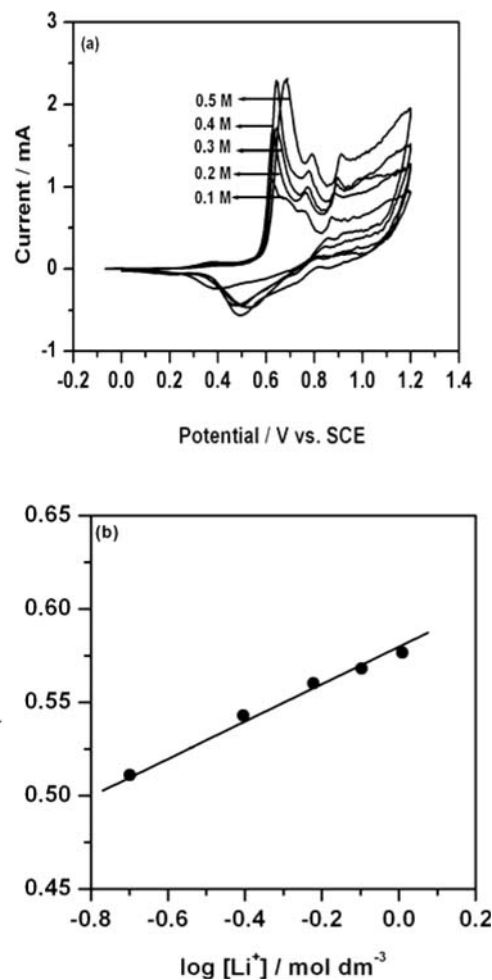 (a)
3
2
1
0
-1
Current / mA
0.5 M
0.4 M
0.3 M
0.2 M
0.1 M
-0.2 0.0 0.2 0.4 0.6 0.8 1.0 1.2 1.4
Potential / V vs. SCE
(b)
0.65
0.60
0.55
0.50
0.45
-0.8 -0.6 -0.4 -0.2 0.0 0.2
log [Li⁺] / mol dm⁻³